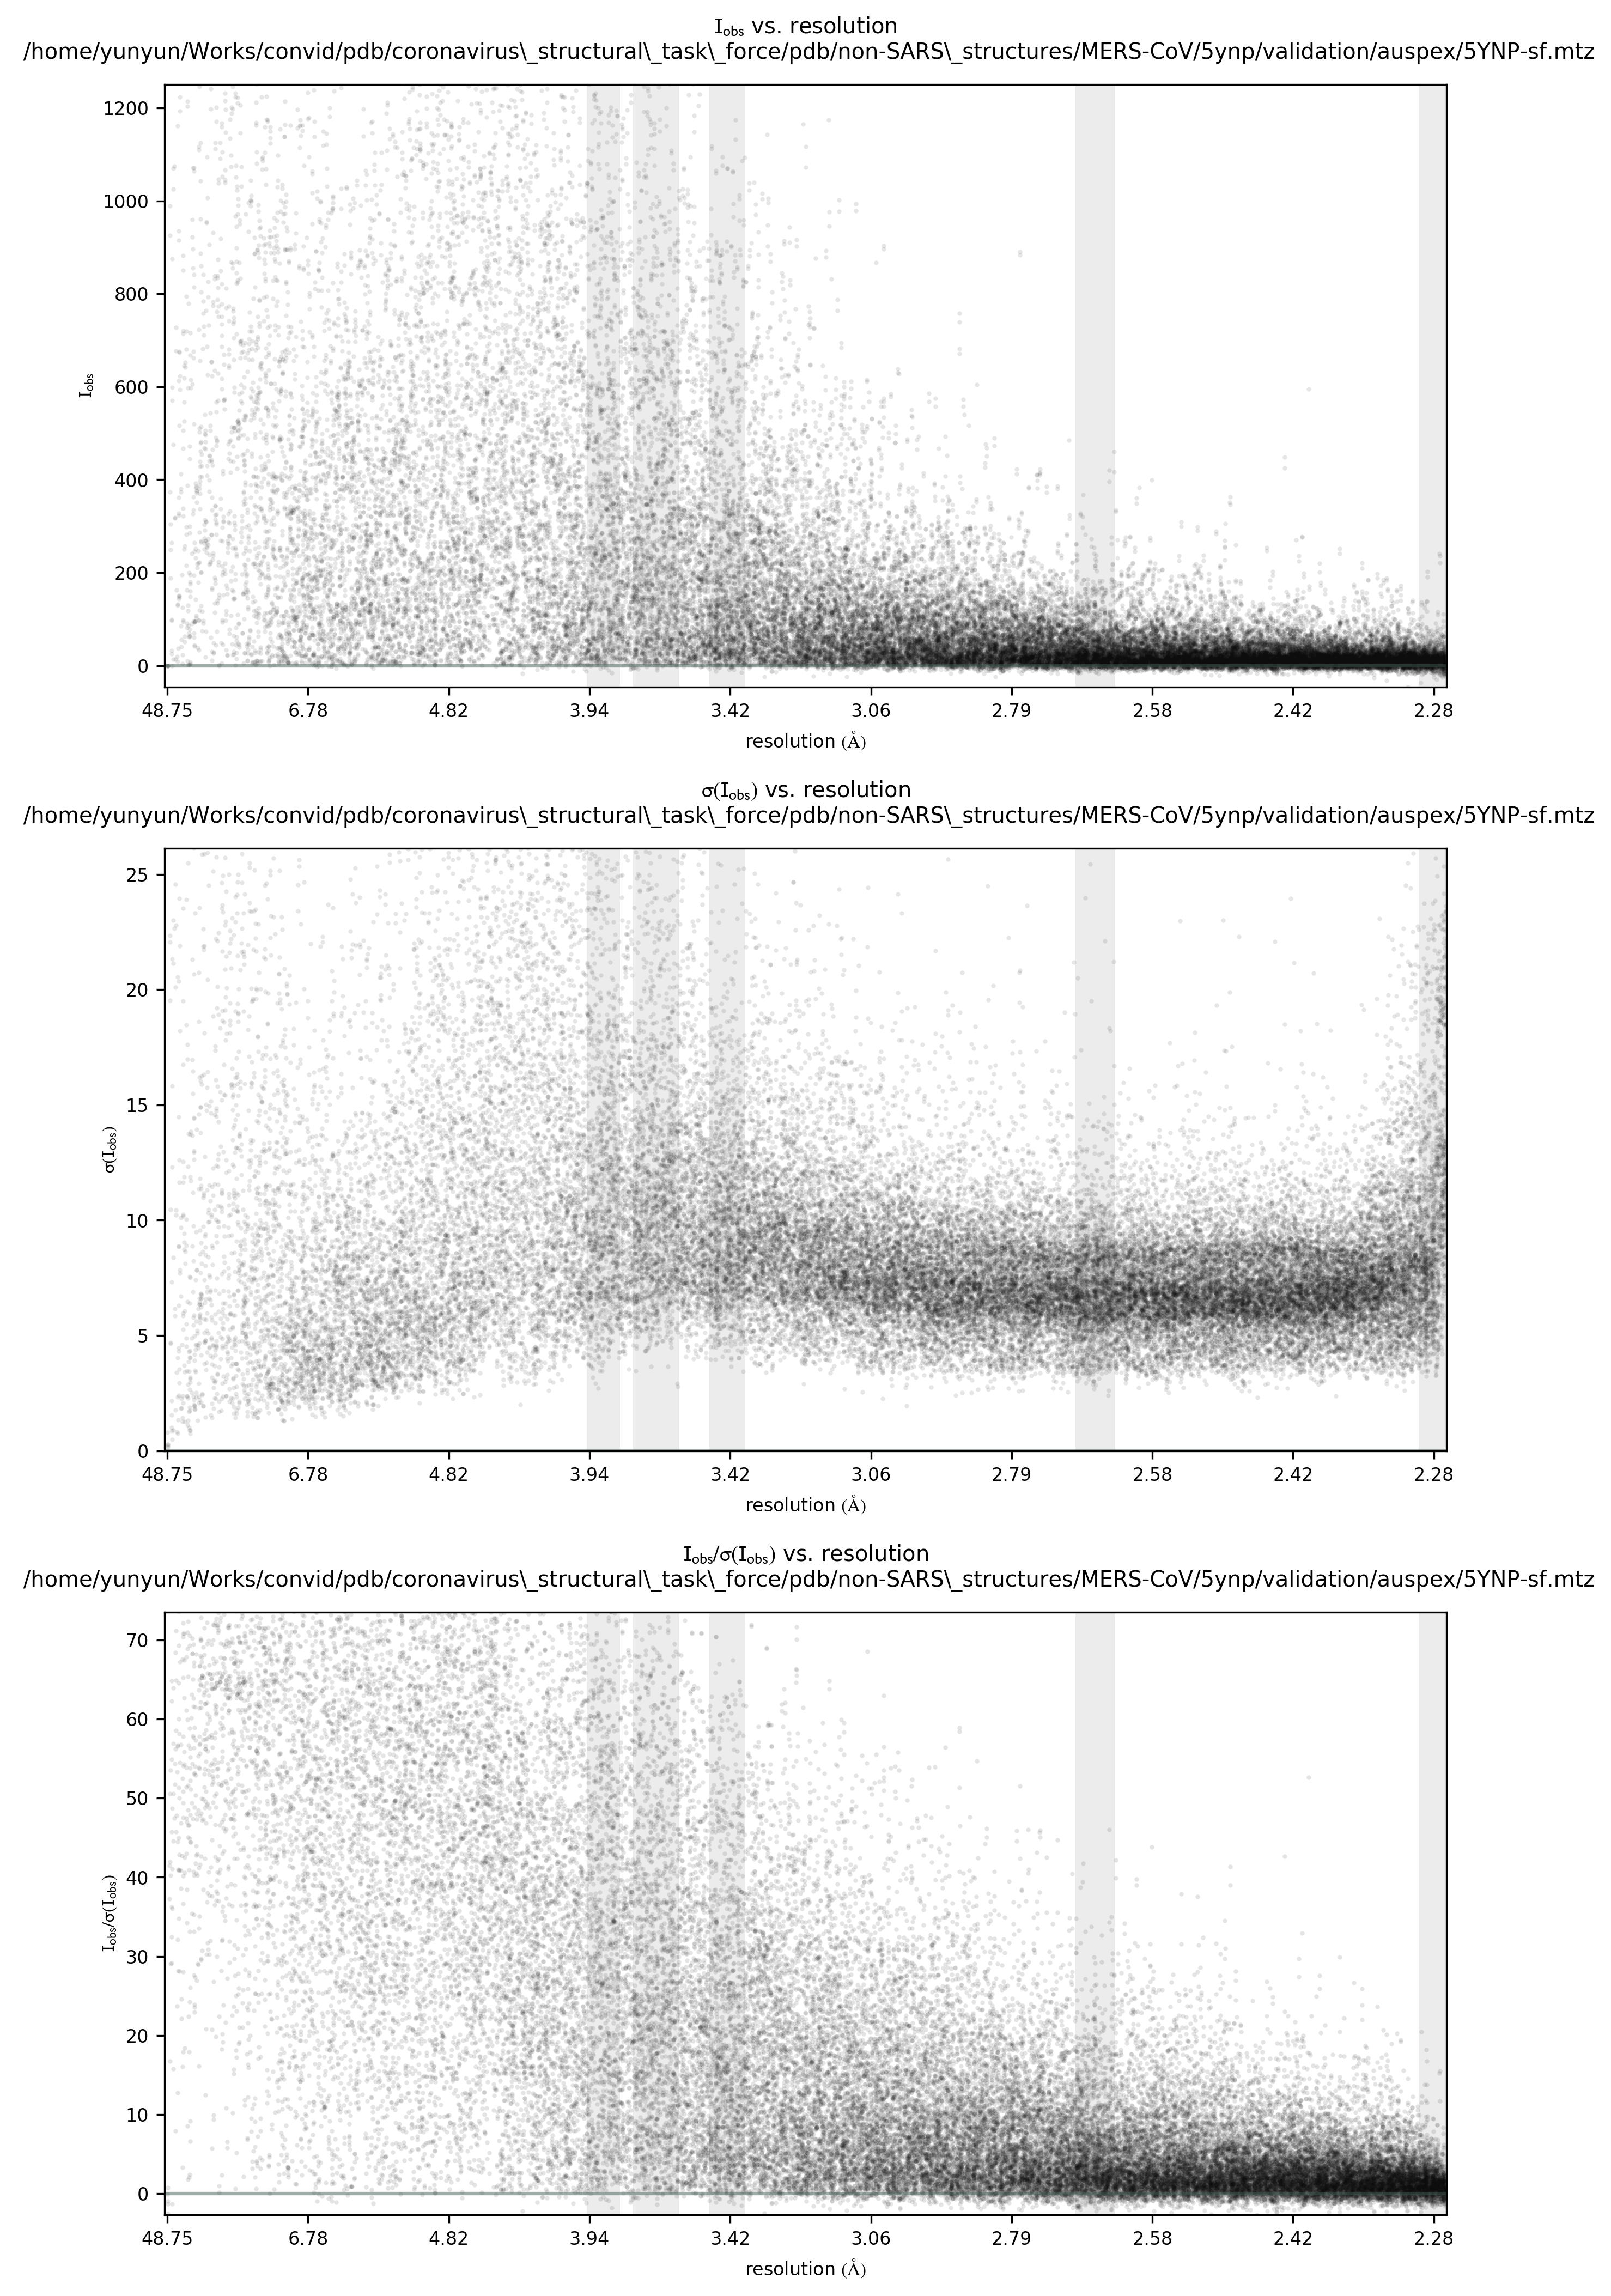 Iobs vs. resolution
/home/yunyun/Works/convid/pdb/coronavirus\_structural\_task\_force/pdb/non-SARS\_structures/MERS-CoV/5ynp/validation/auspex/5YNP-sf.mtz
1200
1000
800
600
400
200
0
Iobs
48.75 6.78 4.82 3.94 3.42 3.06 2.79 2.58 2.42 2.28
resolution (Å)
σ(Iobs) vs. resolution
/home/yunyun/Works/convid/pdb/coronavirus\_structural\_task\_force/pdb/non-SARS\_structures/MERS-CoV/5ynp/validation/auspex/5YNP-sf.mtz
25
20
15
10
5
0
σ(Iobs)
48.75 6.78 4.82 3.94 3.42 3.06 2.79 2.58 2.42 2.28
resolution (Å)
Iobs/σ(Iobs) vs. resolution
/home/yunyun/Works/convid/pdb/coronavirus\_structural\_task\_force/pdb/non-SARS\_structures/MERS-CoV/5ynp/validation/auspex/5YNP-sf.mtz
70
60
50
40
30
20
10
0
Iobs/σ(Iobs)
48.75 6.78 4.82 3.94 3.42 3.06 2.79 2.58 2.42 2.28
resolution (Å)